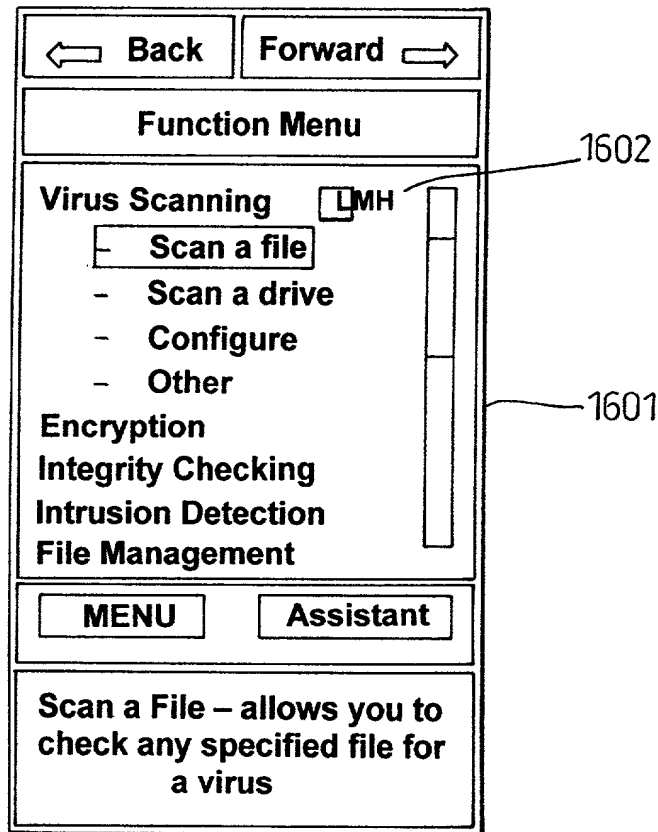 Back Forward
Function Menu
1602
Virus Scanning LMH
- Scan a file
- Scan a drive
- Configure
- Other
1601
Encryption
Integrity Checking
Intrusion Detection
File Management
MENU Assistant
Scan a File – allows you to
check any specified file for
a virus